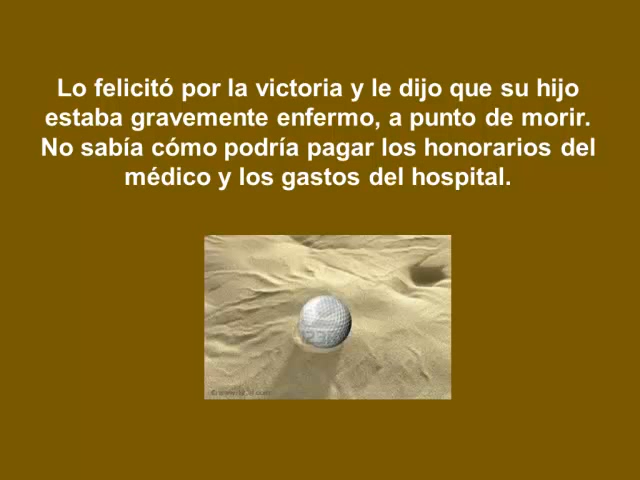 Lo felicitó por la victoria y le dijo que su hijo
estaba gravemente enfermo, a punto de morir.
No sabía cómo podría pagar los honorarios del
médico y los gastos del hospital.